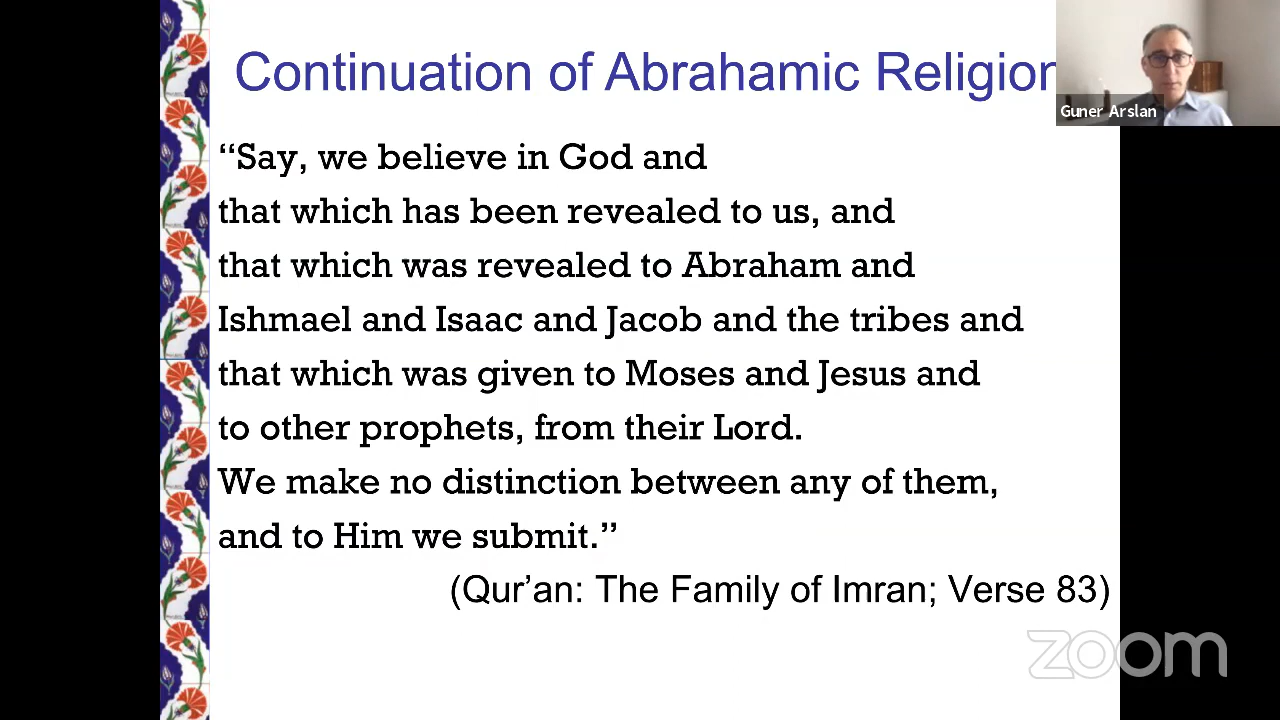 Continuation of Abrahamic Religion
Guner Arslan
“Say, we believe in God and
that which has been revealed to us, and
that which was revealed to Abraham and
Ishmael and Isaac and Jacob and the tribes and
that which was given to Moses and Jesus and
to other prophets, from their Lord.
We make no distinction between any of them,
and to Him we submit.”
(Qur’an: The Family of Imran; Verse 83)
zoom